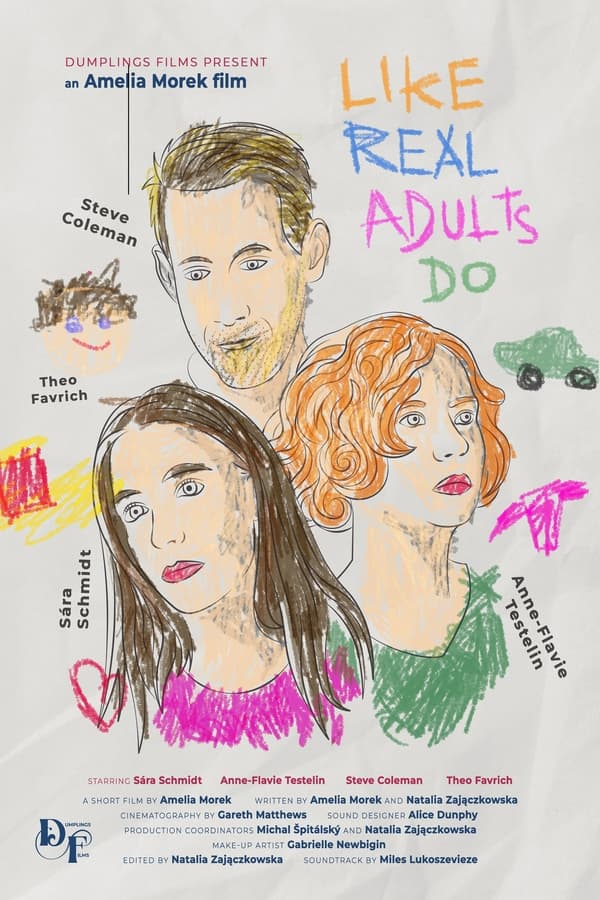 DUMPLINGS FILMS PRESENT
an Amelia Morek film
LIKE
REAL
ADULTS
DO
Steve
Coleman
Theo
Favrich
Sára
Schmidt
Anne-Flavie
Testelin
STARRING Sára Schmidt Anne-Flavie Testelin Steve Coleman Theo Favrich
A SHORT FILM BY Amelia Morek WRITTEN BY Amelia Morek AND Natalia Zajączkowska
CINEMATOGRAPHY BY Gareth Matthews SOUND DESIGNER Alice Dunphy
PRODUCTION COORDINATORS Michal Špitálský AND Natalia Zajączkowska
MAKE-UP ARTIST Gabrielle Newbigin
EDITED BY Natalia Zajączkowska SOUNDTRACK BY Miles Lukoszevieze
DUMPLINGS
FILMS